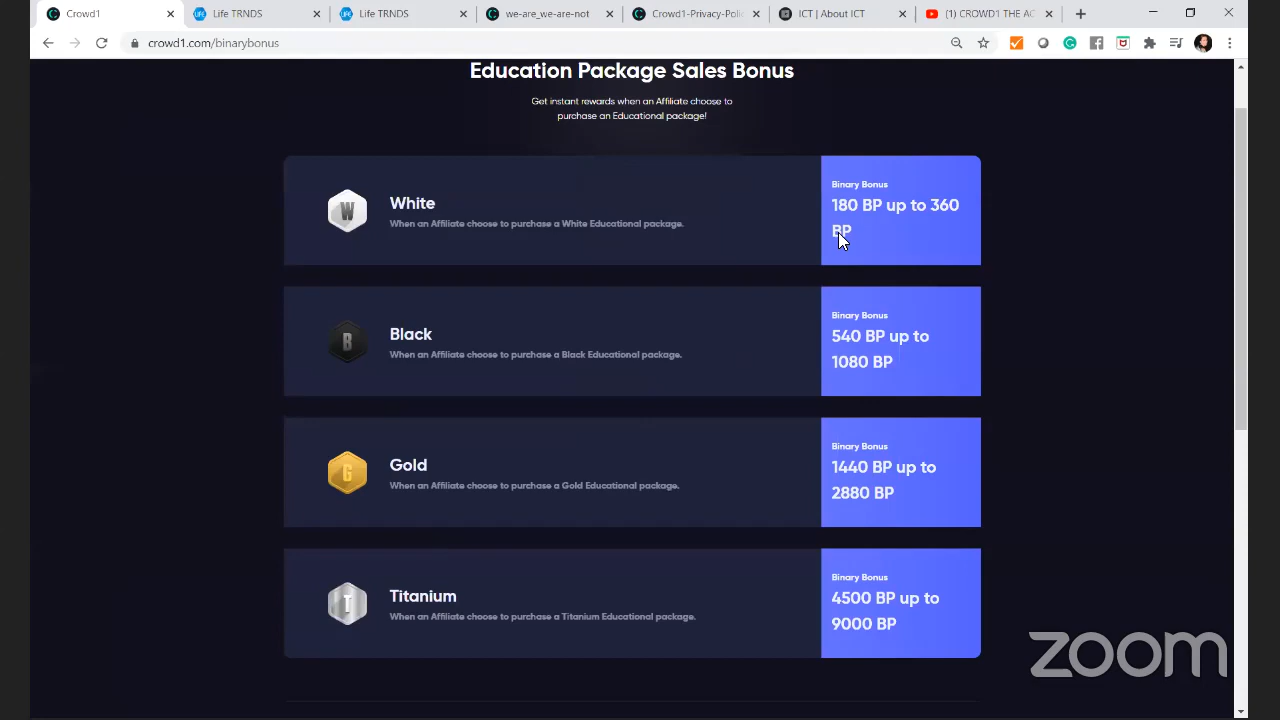 Crowd1
Life TRNDS
Life TRNDS
we-are_we-are-not
Crowd1-Privacy-P
ICT | About ICT
(1) CROWD1 THE AC
crowd1.com/binarybonus
Education Package Sales Bonus
Get instant rewards when an Affiliate choose to
purchase an Educational package!
W
White
When an Affiliate choose to purchase a White Educational package.
Binary Bonus
180 BP up to 360
BP
B
Black
When an Affiliate choose to purchase a Black Educational package.
Binary Bonus
540 BP up to
1080 BP
G
Gold
When an Affiliate choose to purchase a Gold Educational package.
Binary Bonus
1440 BP up to
2880 BP
T
Titanium
When an Affiliate choose to purchase a Titanium Educational package.
Binary Bonus
4500 BP up to
9000 BP
zoom